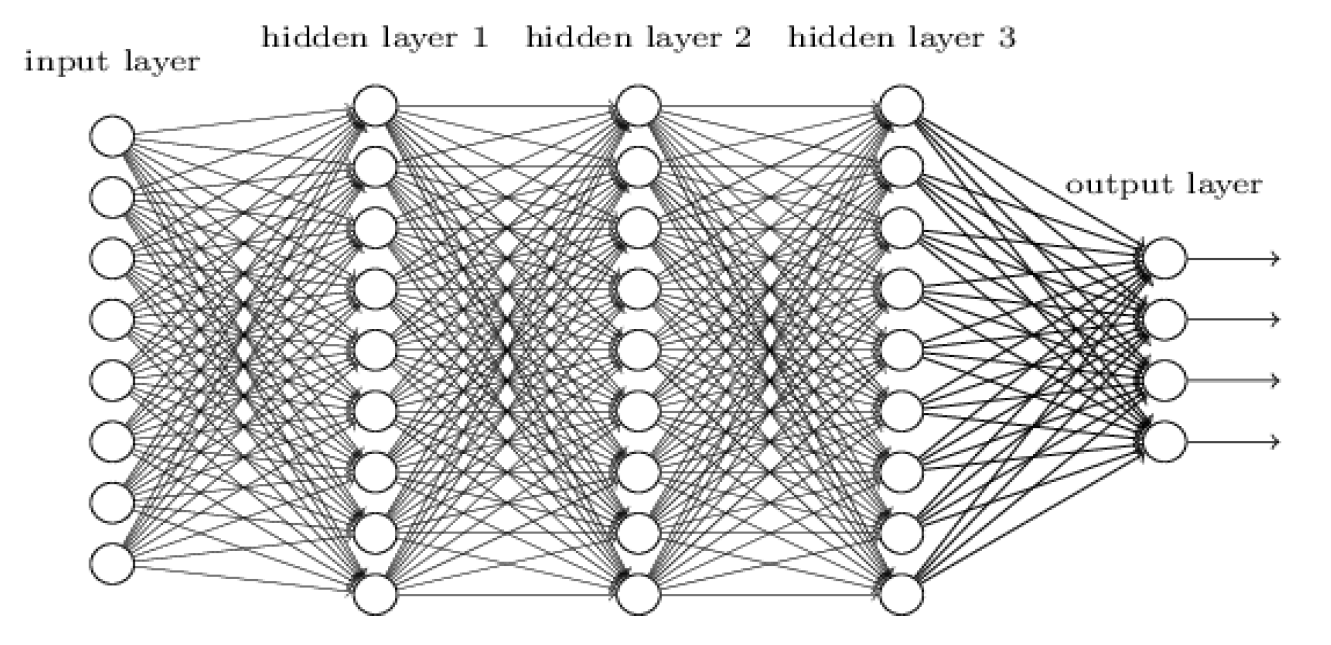 input layer
hidden layer 1
hidden layer 2
hidden layer 3
output layer